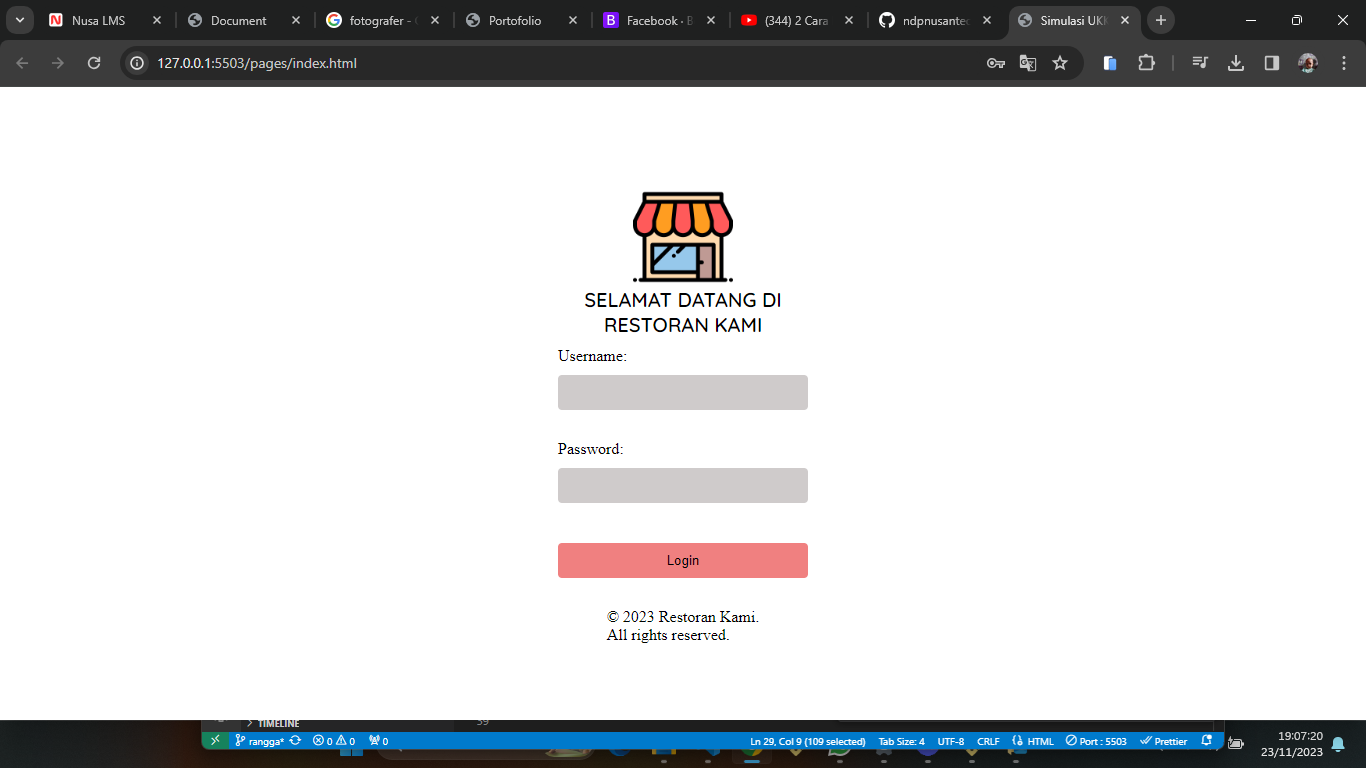 Nusa LMS
Document
fotografer - G
Portofolio
Facebook · B
(344) 2 Cara
ndpnusantec
Simulasi UKK
127.0.0.1:5503/pages/index.html
SELAMAT DATANG DI
RESTORAN KAMI
Username:
Password:
Login
© 2023 Restoran Kami.
All rights reserved.
TIMELINE
39
rangga* 0 0 0 Ln 29, Col 9 (109 selected) Tab Size: 4 UTF-8 CRLF HTML Port : 5503 Prettier
19:07:20
23/11/2023